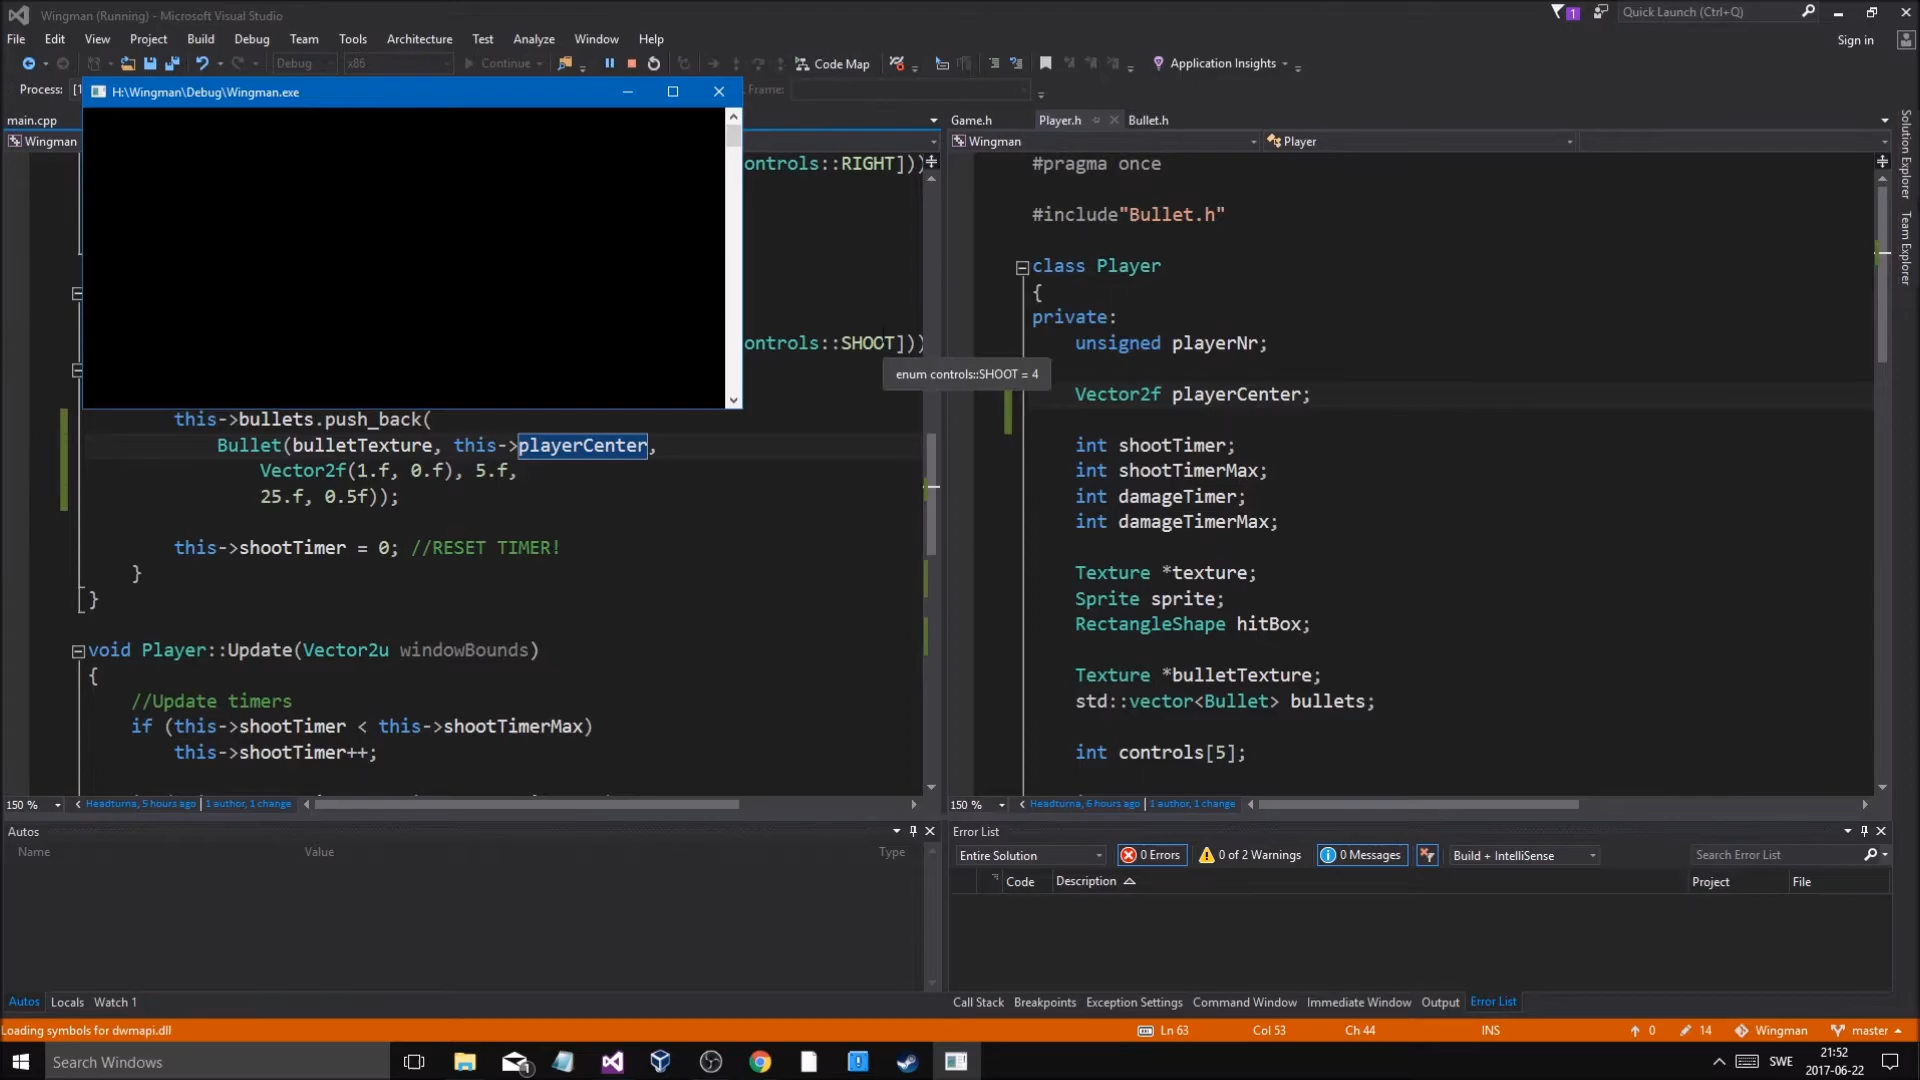 Wingman (Running) - Microsoft Visual Studio
1
Quick Launch (Ctrl+Q)
File Edit View Project Build Debug Team Tools Architecture Test Analyze Window Help
Sign in
Debug x86 Continue Code Map Application Insights
Process: [1
Frame:
H:\Wingman\Debug\Wingman.exe
main.cpp
Game.h Player.h Bullet.h
Wingman
Wingman Player
Solution Explorer
Team Explorer
ontrols::RIGHT]))
ontrols::SHOOT]))
enum controls::SHOOT = 4
this->bullets.push_back(
Bullet(bulletTexture, this->playerCenter,
Vector2f(1.f, 0.f), 5.f,
25.f, 0.5f));
this->shootTimer = 0; //RESET TIMER!
}
}
void Player::Update(Vector2u windowBounds)
{
//Update timers
if (this->shootTimer < this->shootTimerMax)
this->shootTimer++;
#pragma once
#include"Bullet.h"
class Player
{
private:
unsigned playerNr;
Vector2f playerCenter;
int shootTimer;
int shootTimerMax;
int damageTimer;
int damageTimerMax;
Texture *texture;
Sprite sprite;
RectangleShape hitBox;
Texture *bulletTexture;
std::vector<Bullet> bullets;
int controls[5];
150 % Headturna, 5 hours ago | 1 author, 1 change
150 % Headturna, 6 hours ago | 1 author, 1 change
Autos
Name Value Type
Error List
Entire Solution 0 Errors 0 of 2 Warnings 0 Messages Build + IntelliSense Search Error List
Code Description Project File
Autos Locals Watch 1
Call Stack Breakpoints Exception Settings Command Window Immediate Window Output Error List
Loading symbols for dwmapi.dll
Ln 63 Col 53 Ch 44 INS 0 14 Wingman master
Search Windows
SWE
21:52
2017-06-22